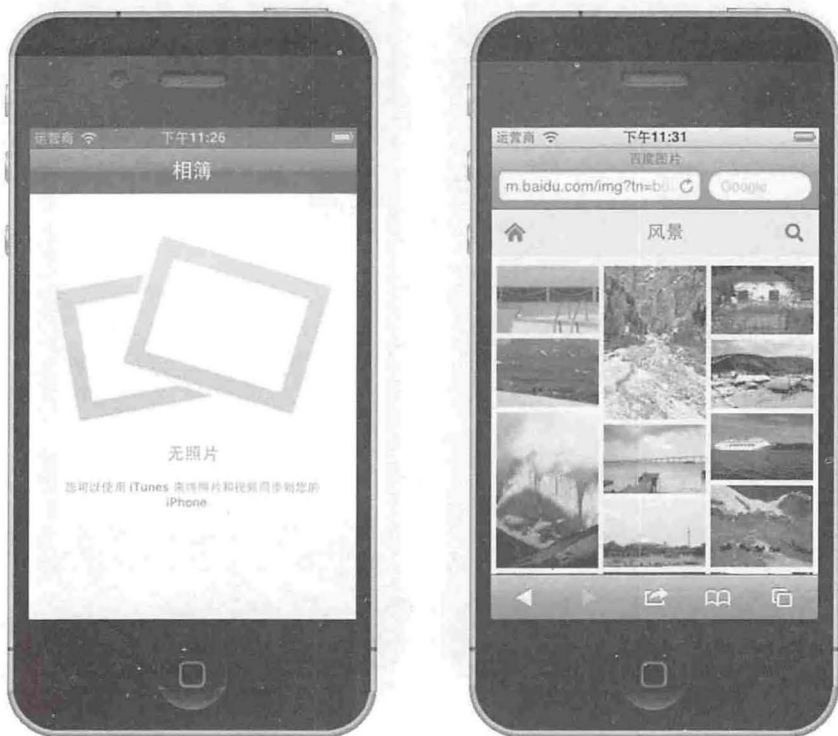 运营商 下午11:26
相簿
无照片
您可以使用 iTunes 来将照片和视频同步到您的
iPhone
运营商 下午11:31
百度图片
m.baidu.com/img?tn=b
Google
风景